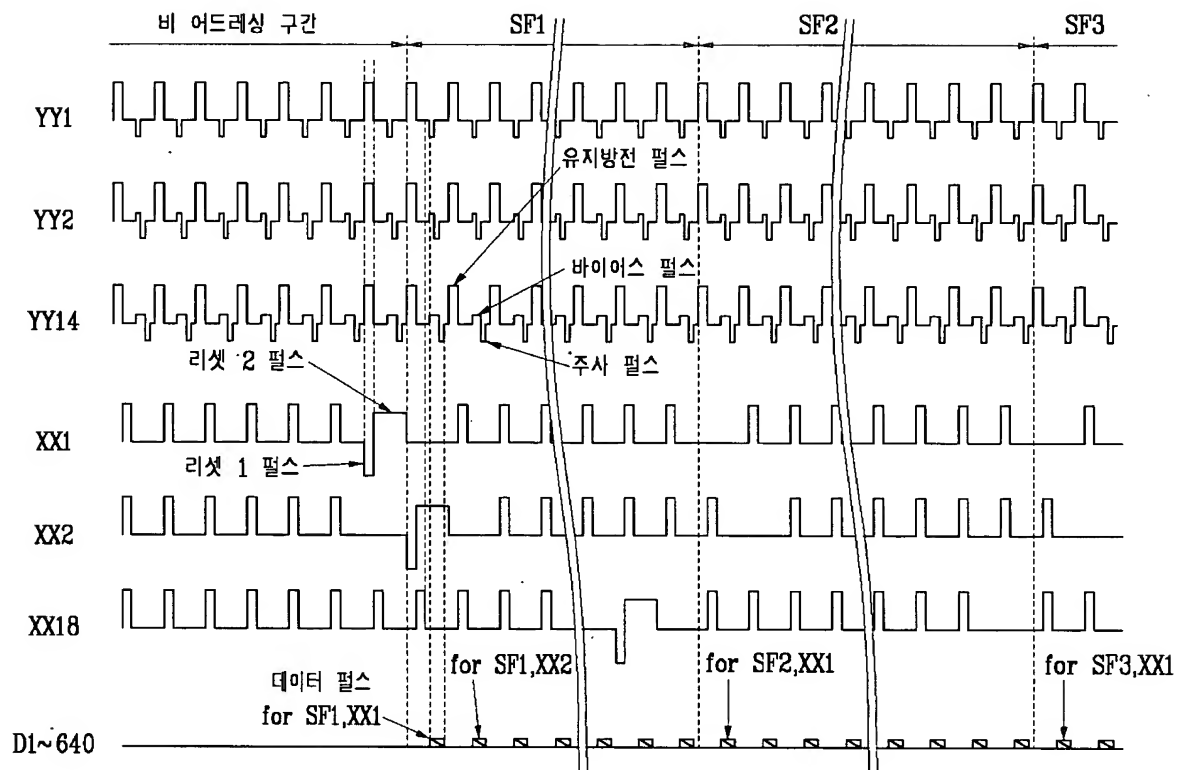 비 어드레싱 구간 SF1 SF2 SF3
YY1
유지방전 펄스
YY2
바이어스 펄스
YY14
주사 펄스
리셋 2 펄스
XX1
리셋 1 펄스
XX2
XX18
for SF1,XX2 for SF2,XX1 for SF3,XX1
데이터 펄스
for SF1,XX1
D1~640